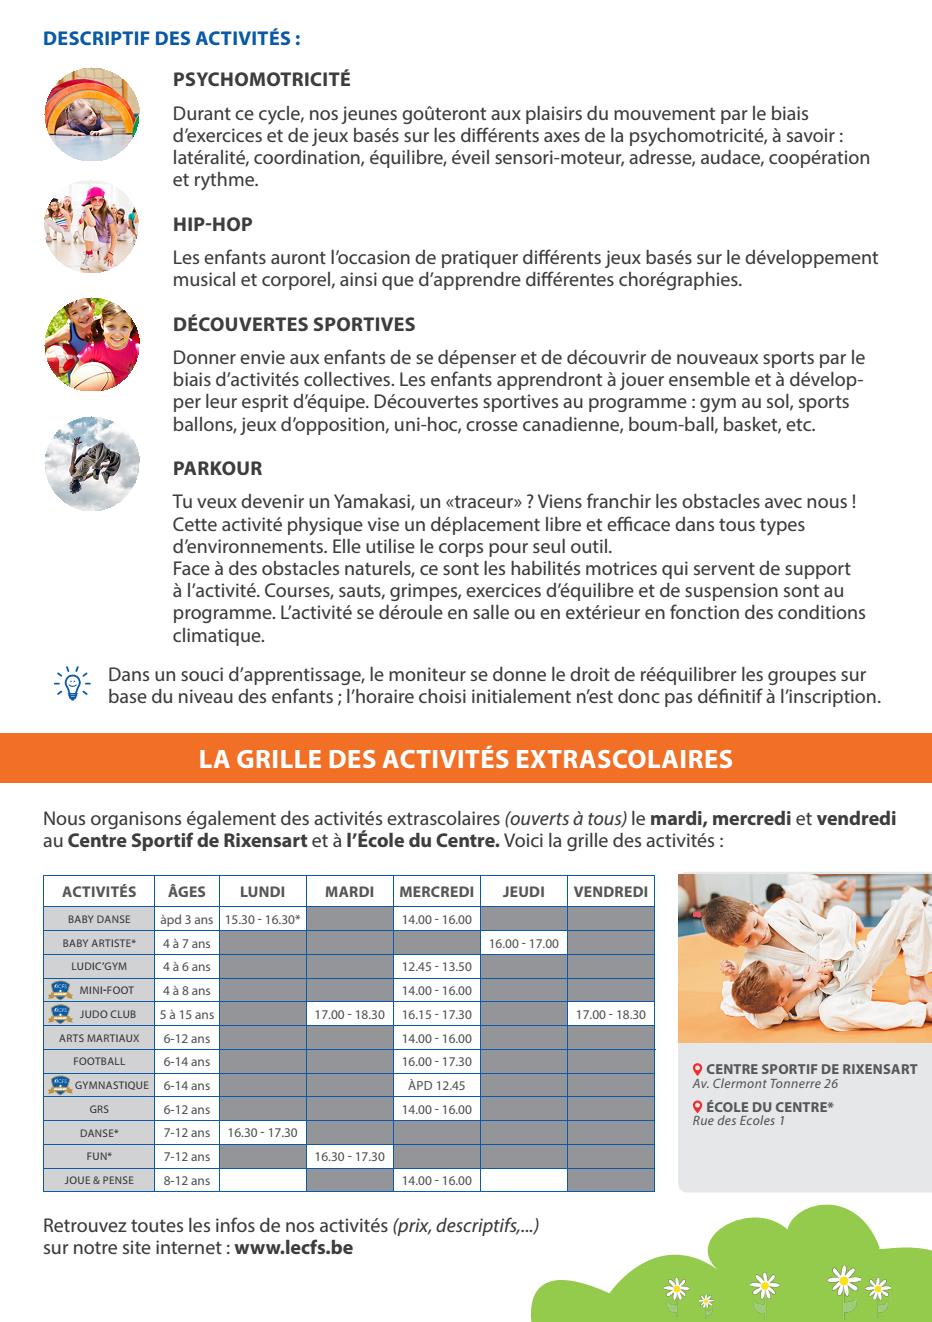 DESCRIPTIF DES ACTIVITÉS :
PSYCHOMOTRICITÉ
Durant ce cycle, nos jeunes goûteront aux plaisirs du mouvement par le biais
d’exercices et de jeux basés sur les différents axes de la psychomotricité, à savoir :
latéralité, coordination, équilibre, éveil sensori-moteur, adresse, audace, coopération
et rythme.
HIP-HOP
Les enfants auront l’occasion de pratiquer différents jeux basés sur le développement
musical et corporel, ainsi que d’apprendre différentes chorégraphies.
DÉCOUVERTES SPORTIVES
Donner envie aux enfants de se dépenser et de découvrir de nouveaux sports par le
biais d’activités collectives. Les enfants apprendront à jouer ensemble et à dévelop-
per leur esprit d’équipe. Découvertes sportives au programme : gym au sol, sports
ballons, jeux d’opposition, uni-hoc, crosse canadienne, boum-ball, basket, etc.
PARKOUR
Tu veux devenir un Yamakasi, un «traceur» ? Viens franchir les obstacles avec nous !
Cette activité physique vise un déplacement libre et efficace dans tous types
d’environnements. Elle utilise le corps pour seul outil.
Face à des obstacles naturels, ce sont les habilités motrices qui servent de support
à l’activité. Courses, sauts, grimpes, exercices d’équilibre et de suspension sont au
programme. L’activité se déroule en salle ou en extérieur en fonction des conditions
climatique.
Dans un souci d’apprentissage, le moniteur se donne le droit de rééquilibrer les groupes sur
base du niveau des enfants ; l’horaire choisi initialement n’est donc pas définitif à l’inscription.
LA GRILLE DES ACTIVITÉS EXTRASCOLAIRES
Nous organisons également des activités extrascolaires (ouverts à tous) le mardi, mercredi et vendredi
au Centre Sportif de Rixensart et à l’École du Centre. Voici la grille des activités :
ACTIVITÉS ÂGES LUNDI MARDI MERCREDI JEUDI VENDREDI
BABY DANSE àpd 3 ans 15.30 - 16.30* 14.00 - 16.00
BABY ARTISTE* 4 à 7 ans 16.00 - 17.00
LUDIC’GYM 4 à 6 ans 12.45 - 13.50
MINI-FOOT 4 à 8 ans 14.00 - 16.00
JUDO CLUB 5 à 15 ans 17.00 - 18.30 16.15 - 17.30 17.00 - 18.30
ARTS MARTIAUX 6-12 ans 14.00 - 16.00
FOOTBALL 6-14 ans 16.00 - 17.30
GYMNASTIQUE 6-14 ans ÀPD 12.45
GRS 6-12 ans 14.00 - 16.00
DANSE* 7-12 ans 16.30 - 17.30
FUN* 7-12 ans 16.30 - 17.30
JOUE & PENSE 8-12 ans 14.00 - 16.00
CENTRE SPORTIF DE RIXENSART
Av. Clermont Tonnerre 26
ÉCOLE DU CENTRE*
Rue des Ecoles 1
Retrouvez toutes les infos de nos activités (prix, descriptifs,...)
sur notre site internet : www.lecfs.be